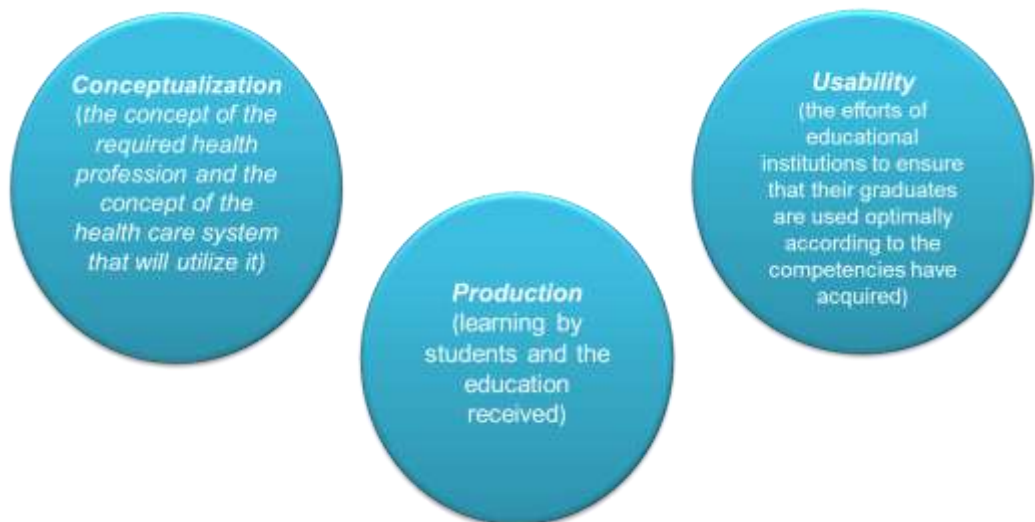 Conceptualization
(the concept of the
required health
profession and the
concept of the
health care system
that will utilize it)
Production
(learning by
students and the
education
received)
Usability
(the efforts of
educational
institutions to ensure
that their graduates
are used optimally
according to the
competencies have
acquired)